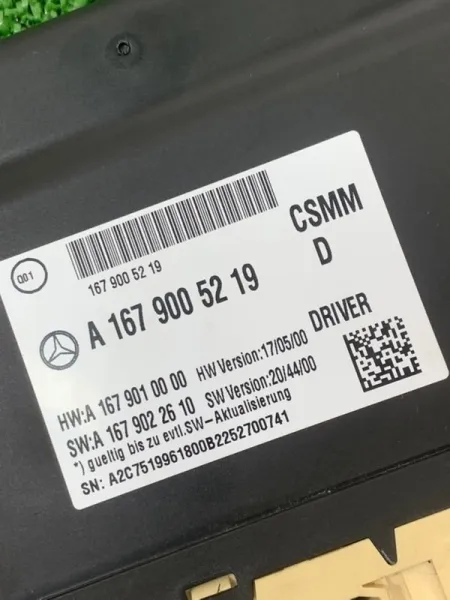 001
167 900 52 19
CSMM
D
A 167 900 52 19
DRIVER
HW:A 167 901 00 00 HW Version:17/05/00
SW:A 167 902 26 10 SW Version:20/44/00
*) gueltig bis zu evtl.SW-Aktualisierung
SN: A2C7519961800B2252700741